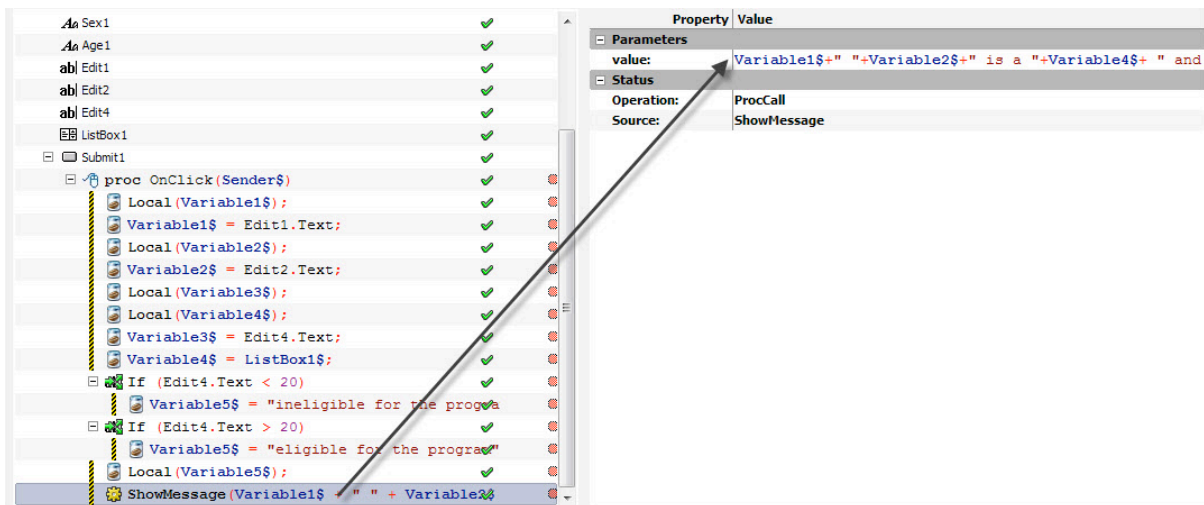 Sex1
Age1
Edit1
Edit2
Edit4
ListBox1
Submit1
proc OnClick(Sender$)
Local(Variable1$);
Variable1$ = Edit1.Text;
Local(Variable2$);
Variable2$ = Edit2.Text;
Local(Variable3$);
Local(Variable4$);
Variable3$ = Edit4.Text;
Variable4$ = ListBox1$;
If (Edit4.Text < 20)
Variable5$ = "ineligible for the progra
If (Edit4.Text > 20)
Variable5$ = "eligible for the program"
Local(Variable5$);
ShowMessage(Variable1$ + " " + Variable2$
Property Value
Parameters
value: Variable1$+" "+Variable2$+" is a "+Variable4$+ " and
Status
Operation: ProcCall
Source: ShowMessage